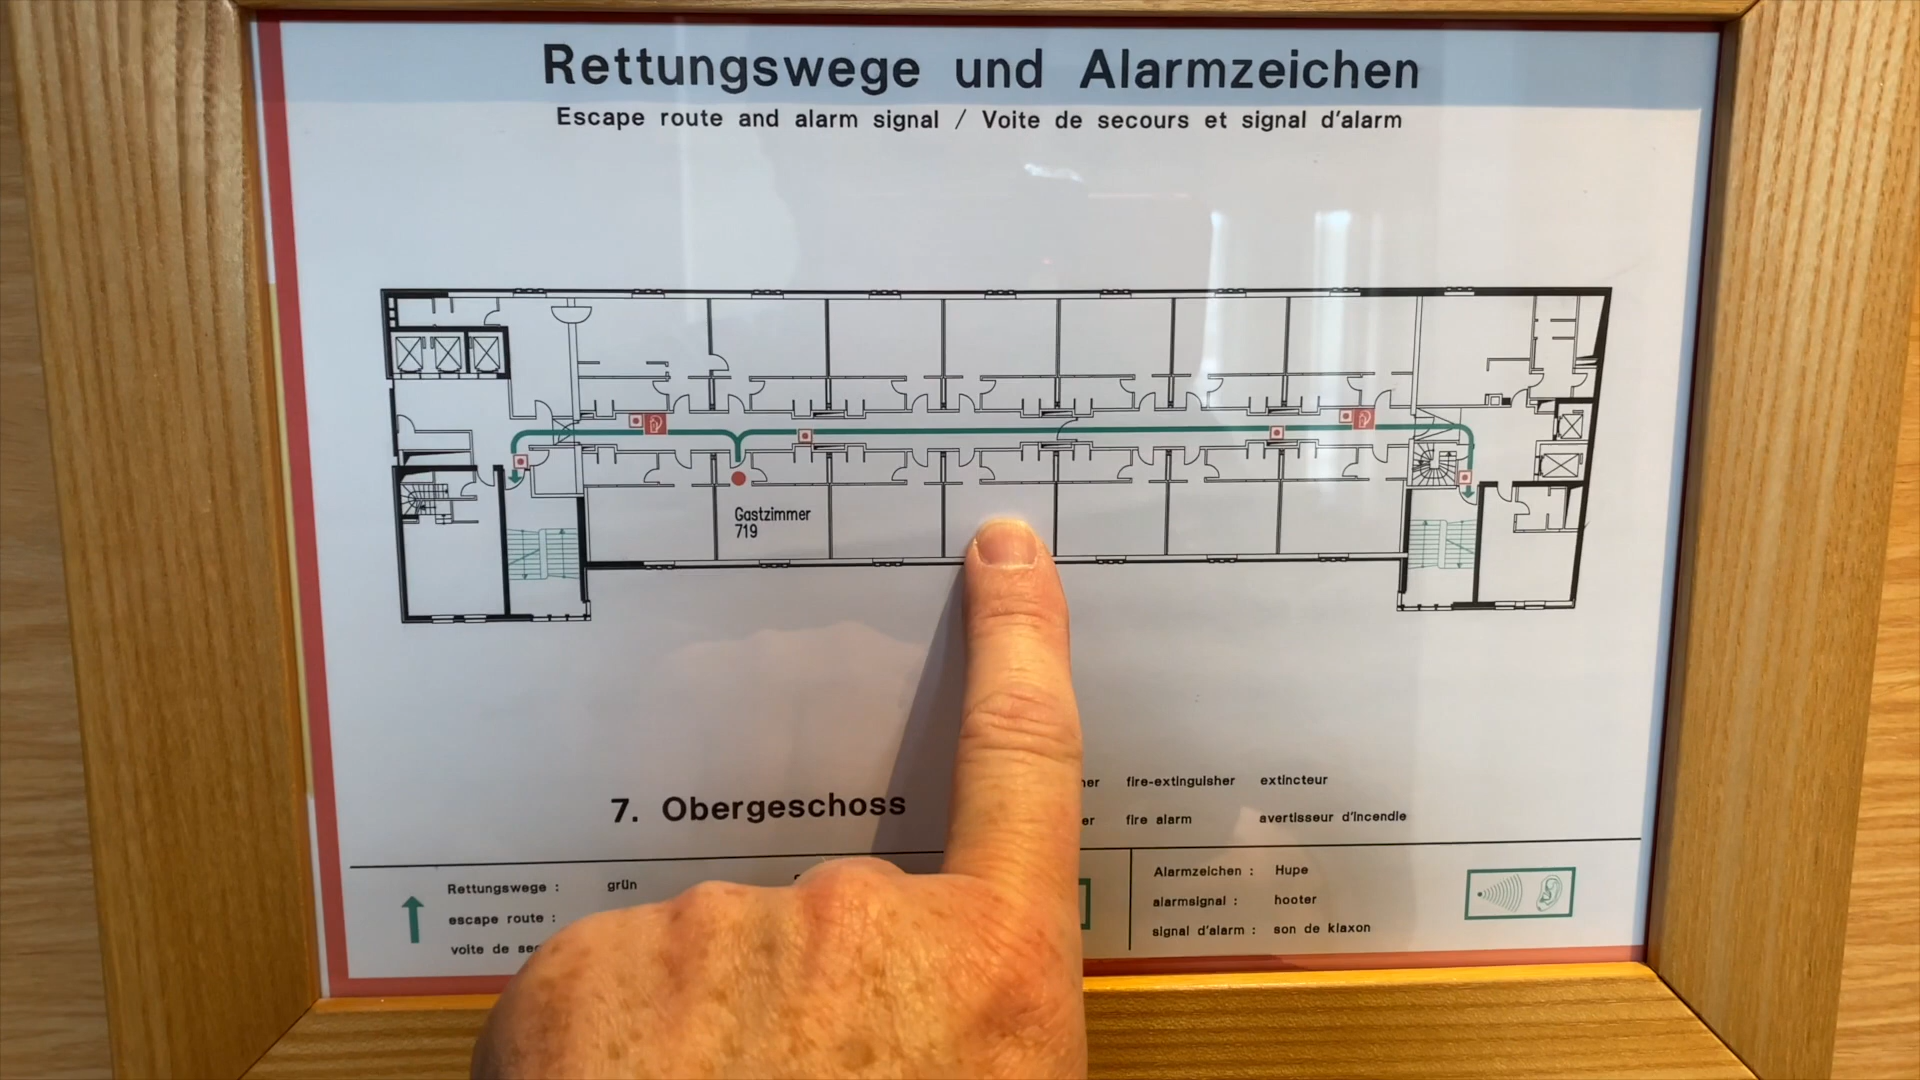 Rettungswege und Alarmzeichen
Escape route and alarm signal / Voite de secours et signal d'alarm
Gastzimmer
719
fire-extinguisher extincteur
7. Obergeschoss
fire alarm avertisseur d'incendie
Rettungswege : grün
escape route :
voite de
Alarmzeichen : Hupe
alarmsignal : hooter
signal d'alarm : son de klaxon